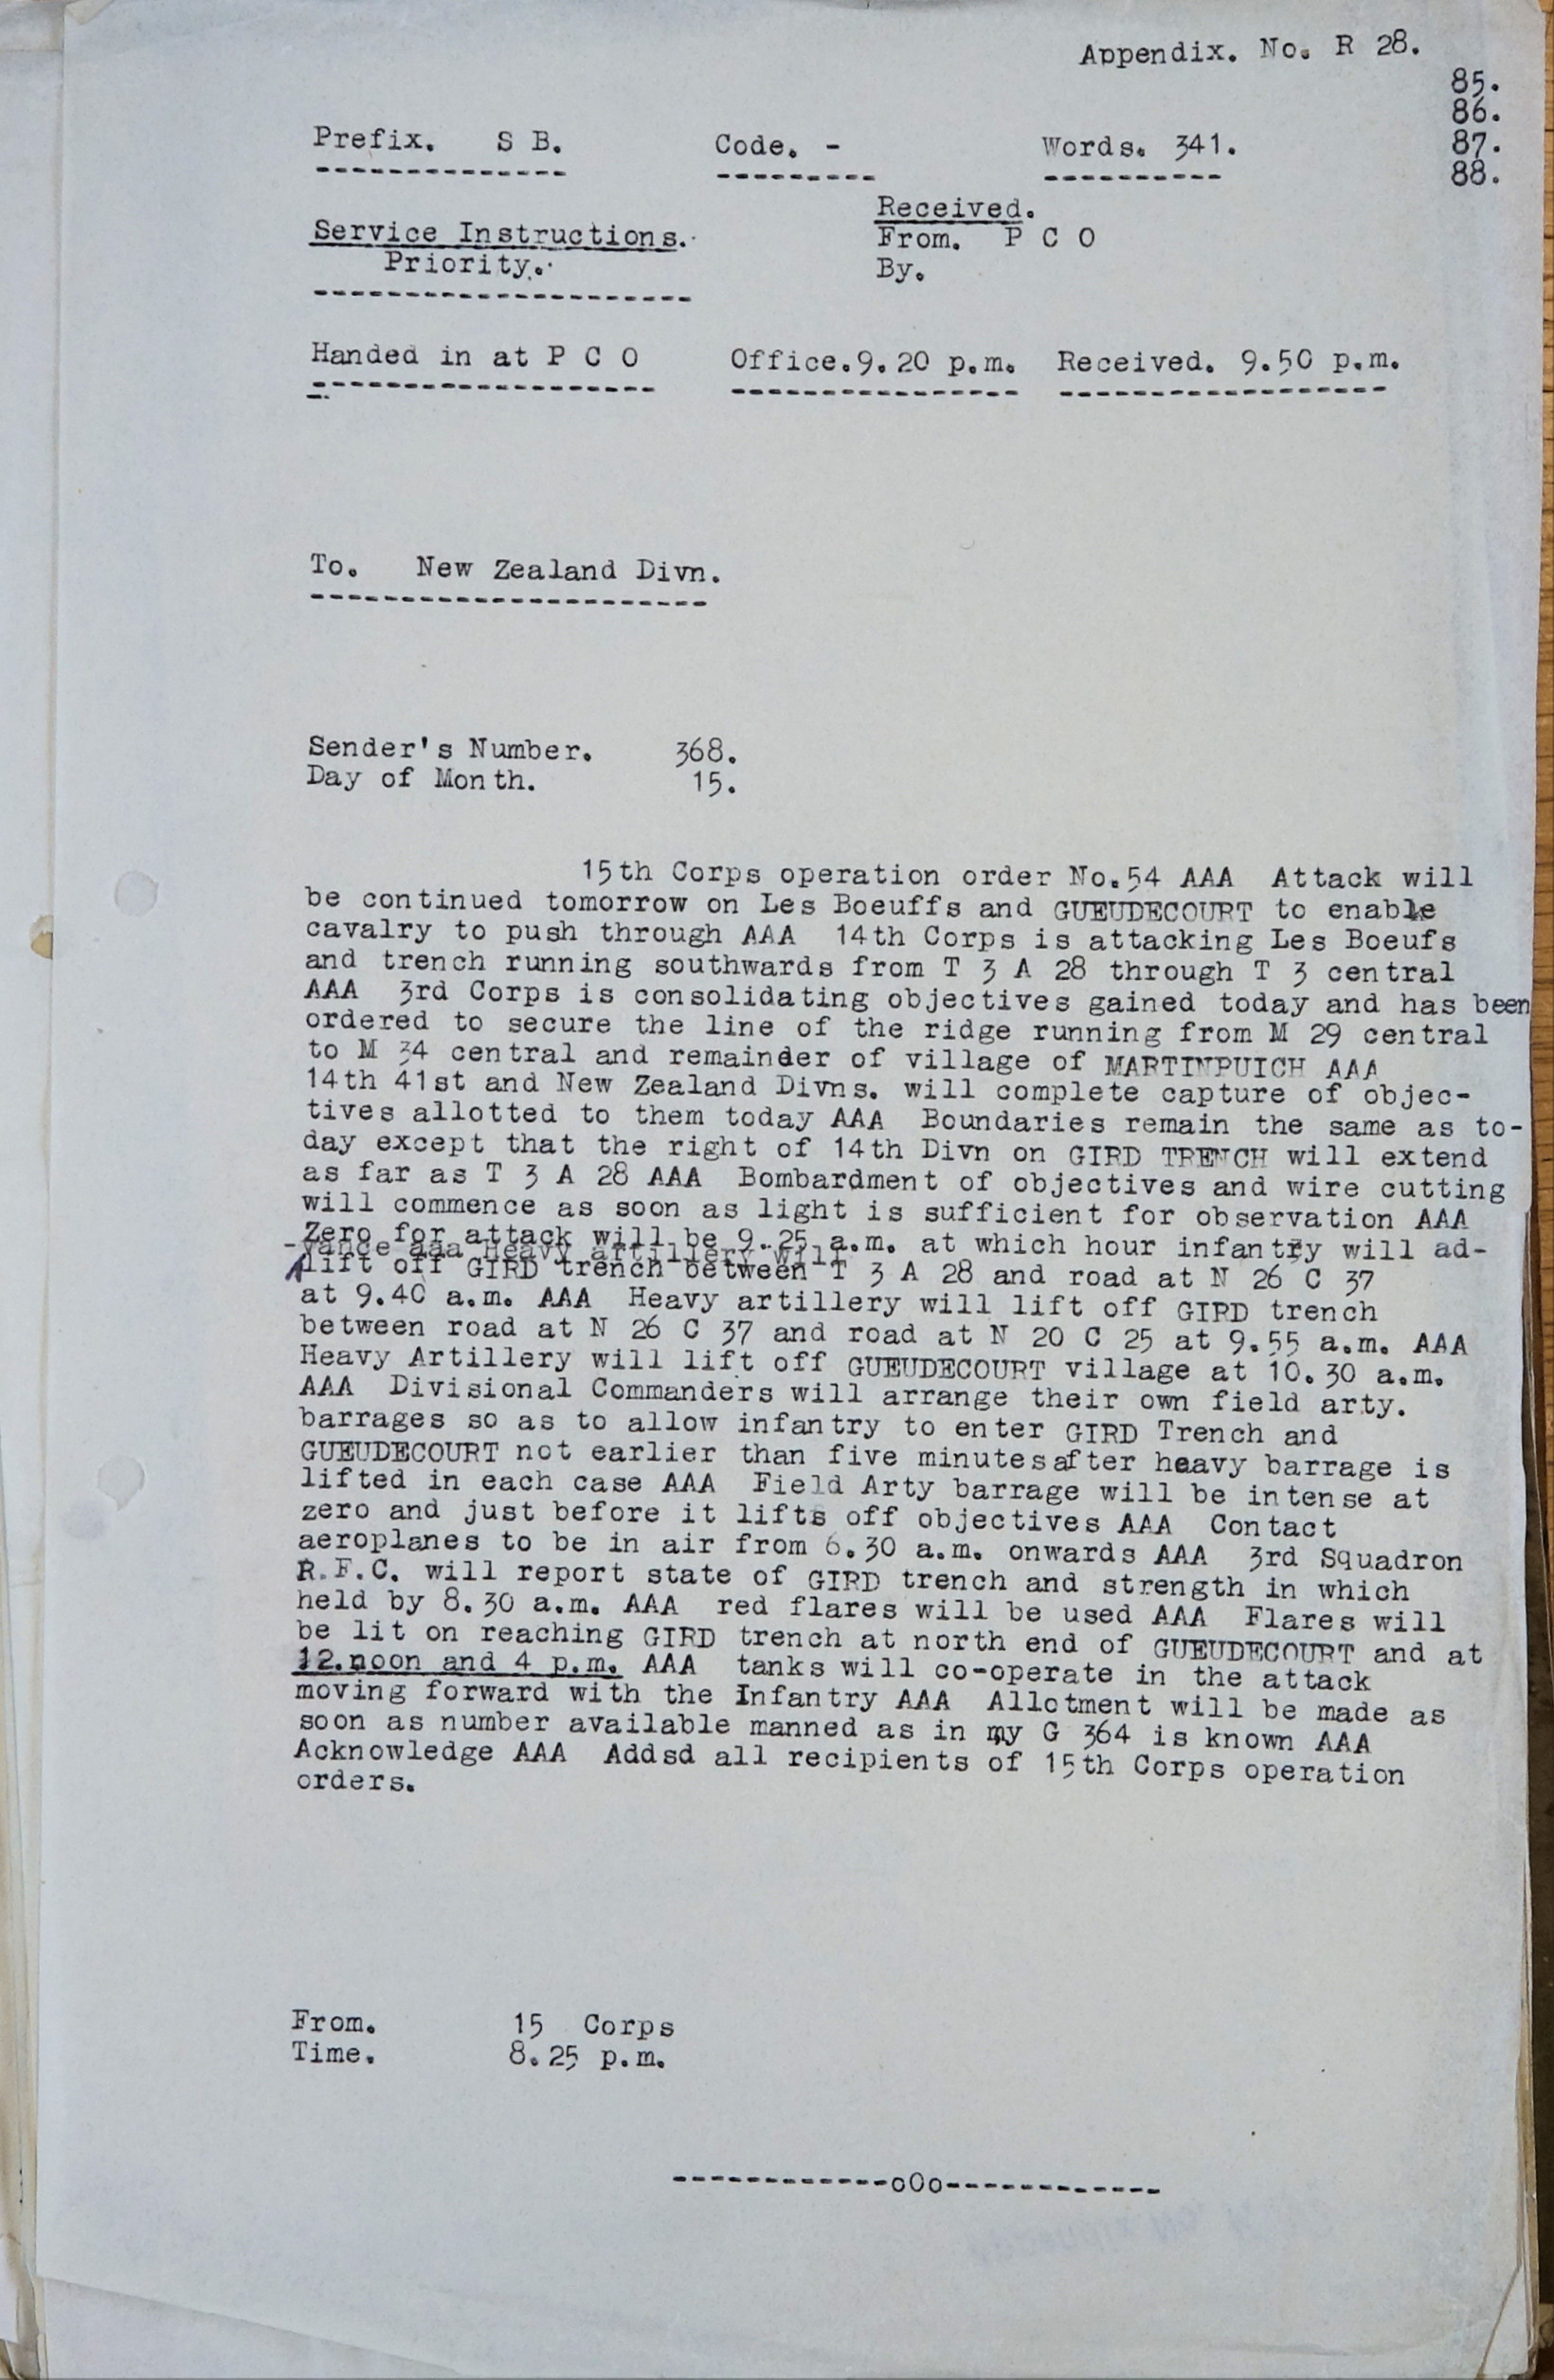 Appendix. No. R 28.
85.
86.
87.
88.
Prefix. S B. Code. - Words. 341.
Service Instructions.
Priority.
Received.
From. P C O
By.
Handed in at P C O Office.9.20 p.m. Received. 9.50 p.m.
To. New Zealand Divn.
Sender's Number. 368.
Day of Month. 15.
15th Corps operation order No.54 AAA Attack will
be continued tomorrow on Les Boeuffs and GUEUDECOURT to enable
cavalry to push through AAA 14th Corps is attacking Les Boeufs
and trench running southwards from T 3 A 28 through T 3 central
AAA 3rd Corps is consolidating objectives gained today and has been
ordered to secure the line of the ridge running from M 29 central
to M 34 central and remainder of village of MARTINPUICH AAA
14th 41st and New Zealand Divns. will complete capture of objec-
tives allotted to them today AAA Boundaries remain the same as to-
day except that the right of 14th Divn on GIRD TRENCH will extend
as far as T 3 A 28 AAA Bombardment of objectives and wire cutting
will commence as soon as light is sufficient for observation AAA
Zero for attack will be 9.25 a.m. at which hour infantry will ad-
-vance aaa Heavy artillery will
lift off GIRD trench between T 3 A 28 and road at N 26 C 37
at 9.40 a.m. AAA Heavy artillery will lift off GIRD trench
between road at N 26 C 37 and road at N 20 C 25 at 9.55 a.m. AAA
Heavy Artillery will lift off GUEUDECOURT village at 10.30 a.m.
AAA Divisional Commanders will arrange their own field arty.
barrages so as to allow infantry to enter GIRD Trench and
GUEUDECOURT not earlier than five minutesafter heavy barrage is
lifted in each case AAA Field Arty barrage will be intense at
zero and just before it lifts off objectives AAA Contact
aeroplanes to be in air from 6.30 a.m. onwards AAA 3rd Squadron
R.F.C. will report state of GIRD trench and strength in which
held by 8.30 a.m. AAA red flares will be used AAA Flares will
be lit on reaching GIRD trench at north end of GUEUDECOURT and at
12.noon and 4 p.m. AAA tanks will co-operate in the attack
moving forward with the Infantry AAA Allotment will be made as
soon as number available manned as in my G 364 is known AAA
Acknowledge AAA Addsd all recipients of 15th Corps operation
orders.
From. 15 Corps
Time. 8.25 p.m.
------------oOo------------